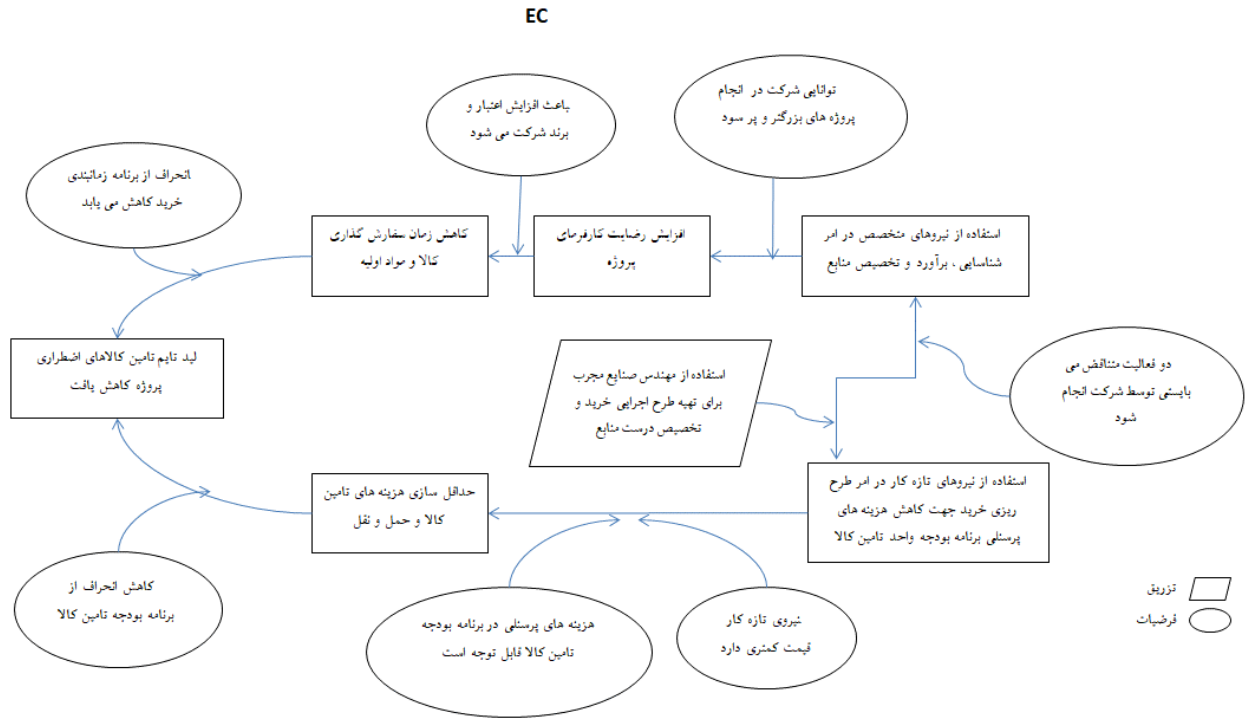 EC
توانایی شرکت در انجام
پروژه های بزرگتر و پر سود
باعث افزایش اعتبار و
برند شرکت می شود
انحراف از برنامه زمانبندی
خرید کاهش می یابد
استفاده از نیروهای متخصص در امر
شناسایی ، برآورد و تخصیص منابع
افزایش رضایت کارفرمای
پروژه
کاهش زمان سفارش گذاری
کالا و مواد اولیه
لید تایم تامین کالاهای اضطراری
پروژه کاهش یافت
دو فعالیت متناقض می
بایستی توسط شرکت انجام
شود
استفاده از مهندس صنایع مجرب
برای تهیه طرح اجرایی خرید و
تخصیص درست منابع
استفاده از نیروهای تازه کار در امر طرح
ریزی خرید جهت کاهش هزینه های
پرسنلی برنامه بودجه واحد تامین کالا
حداقل سازی هزینه های تامین
کالا و حمل و نقل
کاهش انحراف از
برنامه بودجه تامین کالا
هزینه های پرسنلی در برنامه بودجه
تامین کالا قابل توجه است
نیروی تازه کار
قیمت کمتری دارد
تزریق
فرضیات